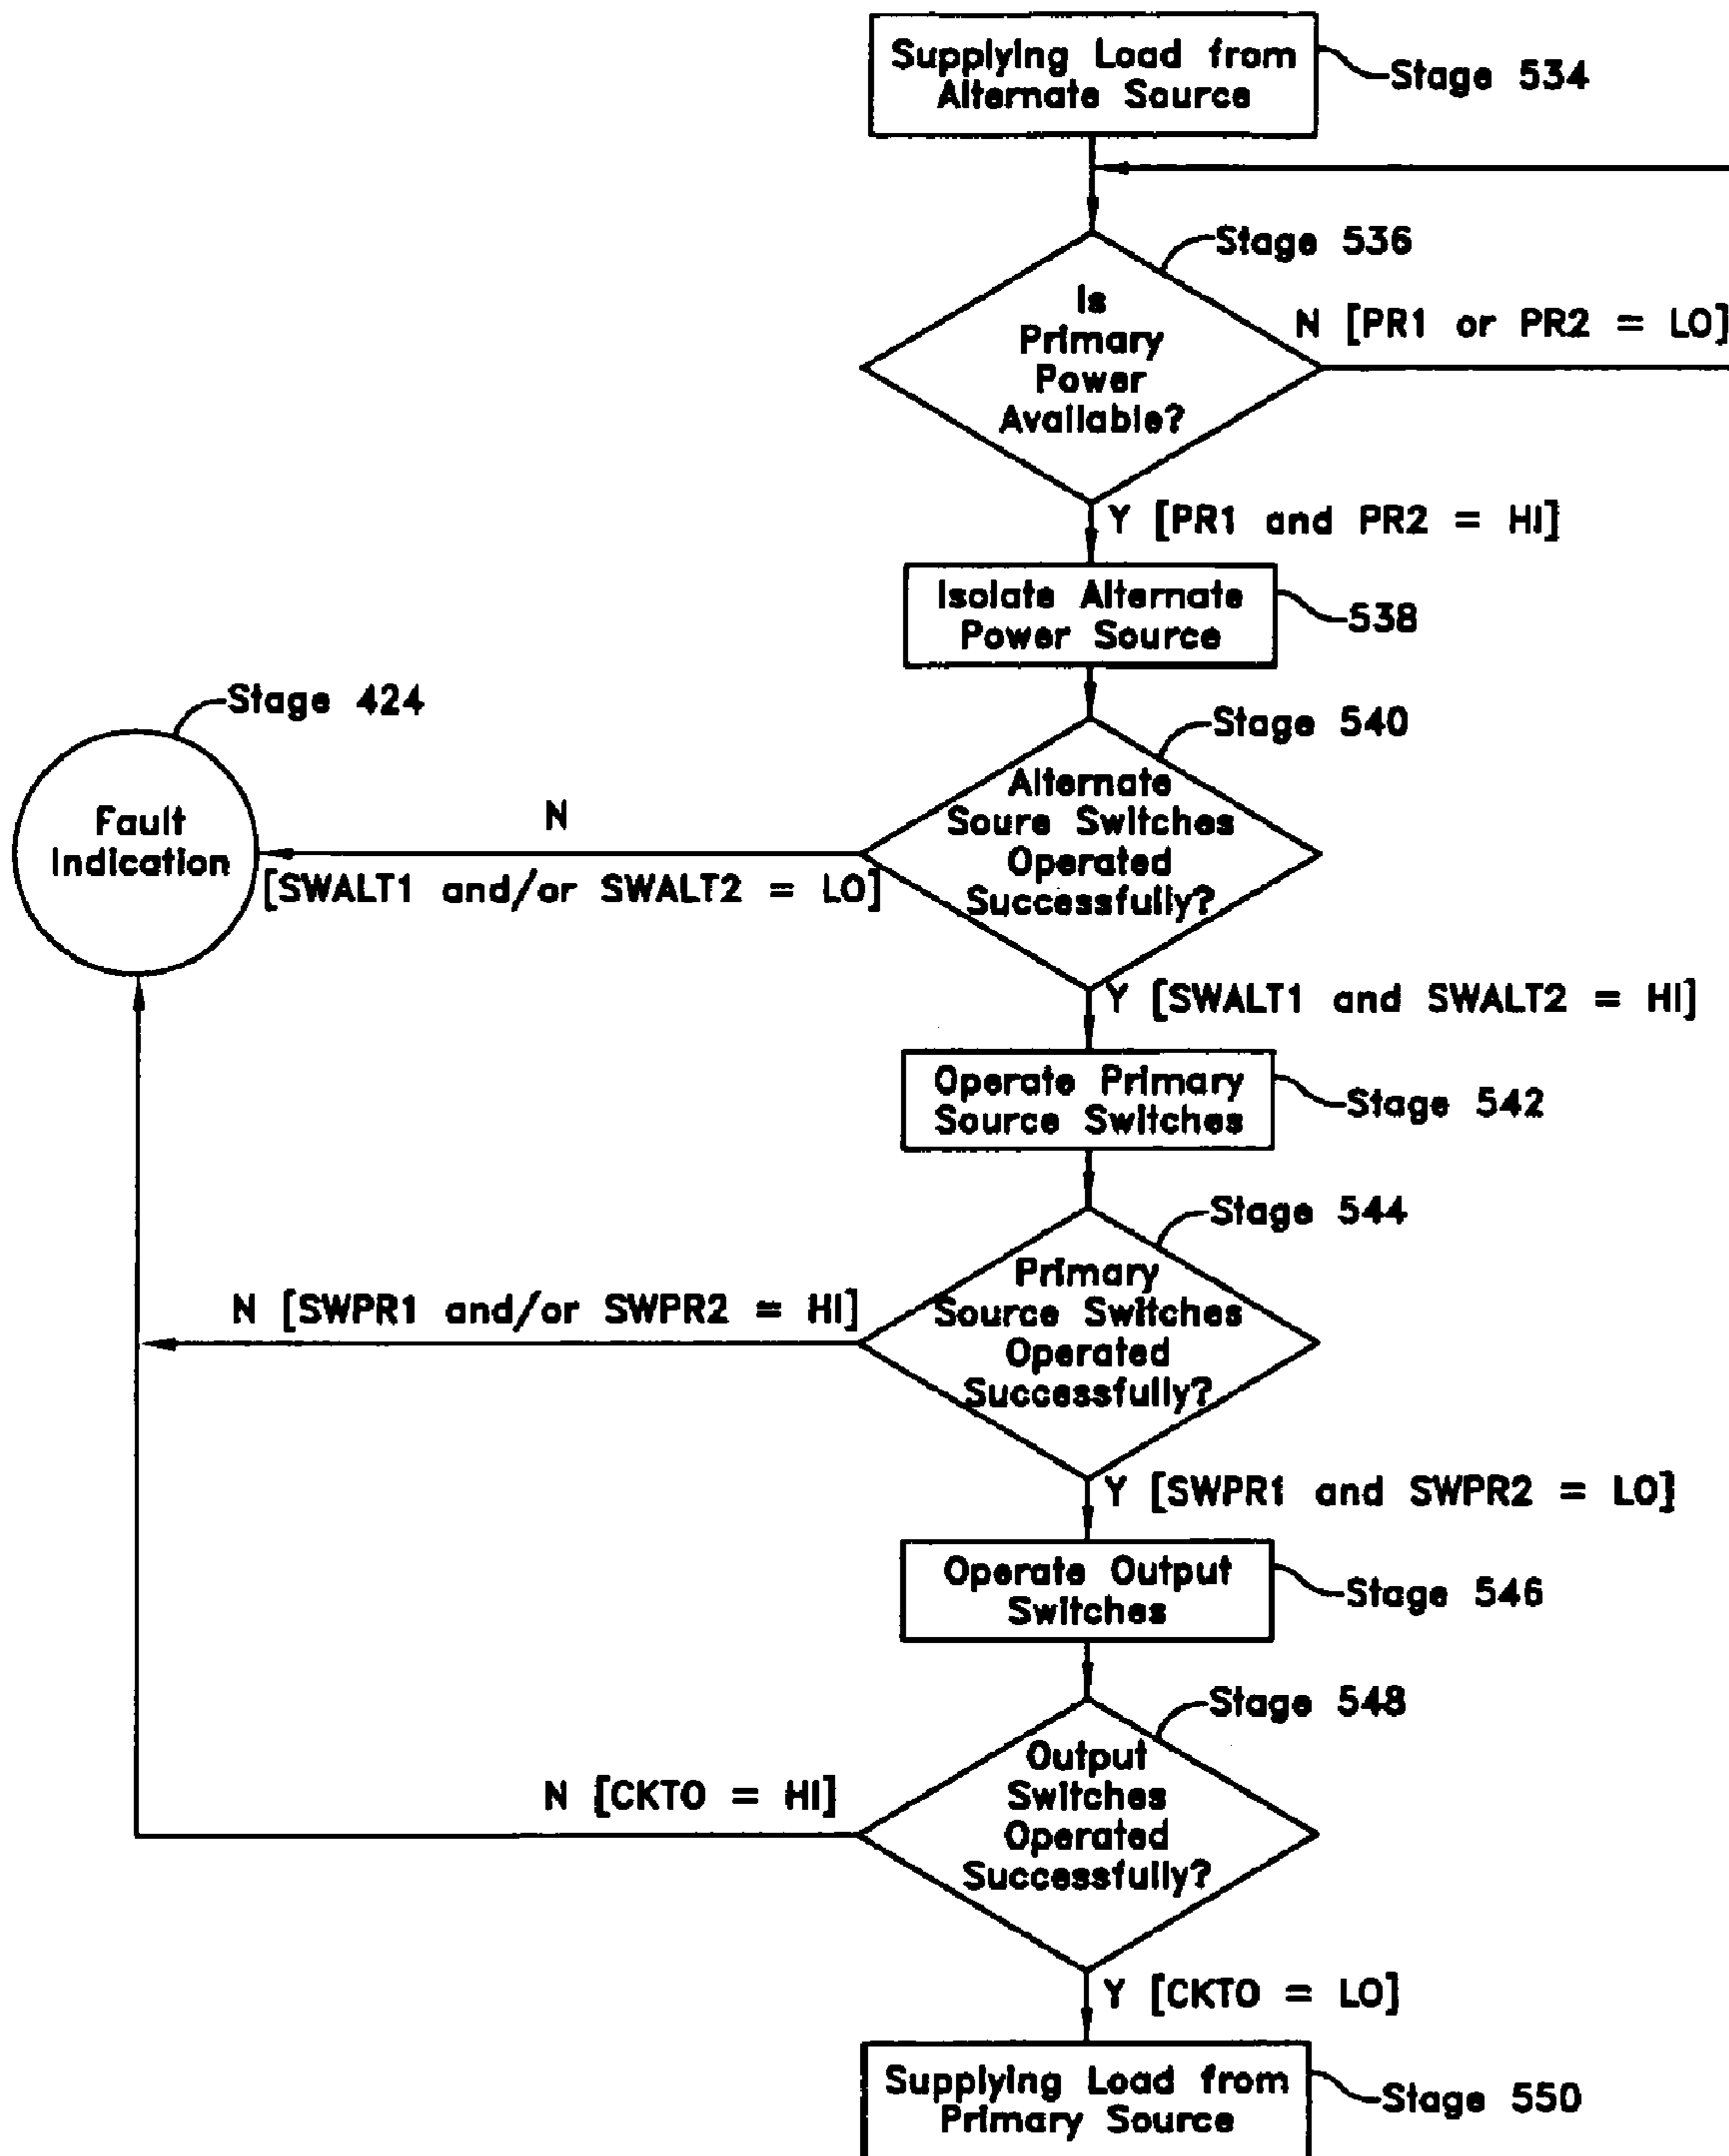 Supplying Load from
Alternate Source
Stage 534
Stage 536
Is
Primary
Power
Available?
N [PR1 or PR2 = LO]
Y [PR1 and PR2 = HI]
Isolate Alternate
Power Source
538
Stage 424
Fault
Indication
Stage 540
Alternate
Soure Switches
Operated
Successfully?
N
[SWALT1 and/or SWALT2 = LO]
Y [SWALT1 and SWALT2 = HI]
Operate Primary
Source Switches
Stage 542
Stage 544
Primary
Source Switches
Operated
Successfully?
N [SWPR1 and/or SWPR2 = HI]
Y [SWPR1 and SWPR2 = LO]
Operate Output
Switches
Stage 546
Stage 548
Output
Switches
Operated
Successfully?
N [CKTO = HI]
Y [CKTO = LO]
Supplying Load from
Primary Source
Stage 550